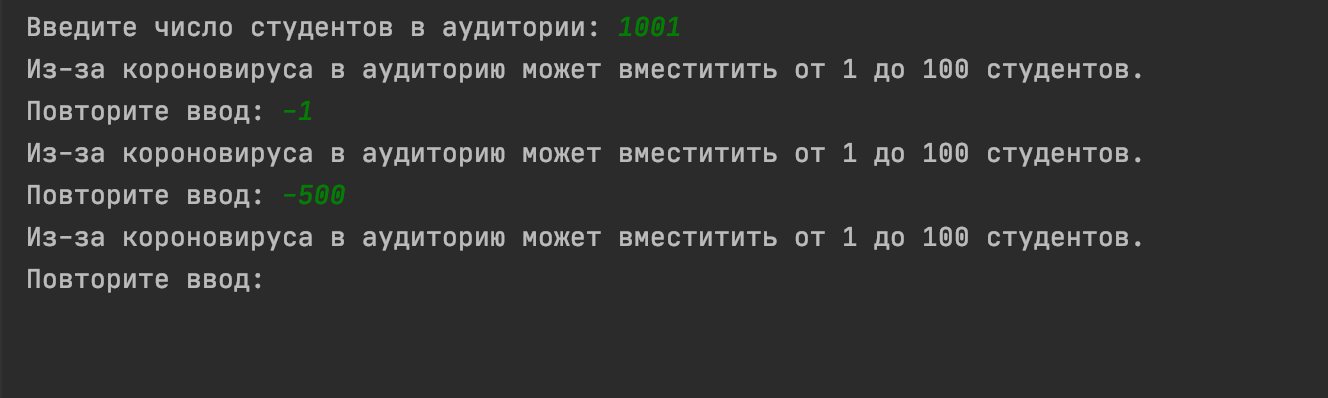 Введите число студентов в аудитории: 1001
Из-за короновируса в аудиторию может вместитить от 1 до 100 студентов.
Повторите ввод: -1
Из-за короновируса в аудиторию может вместитить от 1 до 100 студентов.
Повторите ввод: -500
Из-за короновируса в аудиторию может вместитить от 1 до 100 студентов.
Повторите ввод: